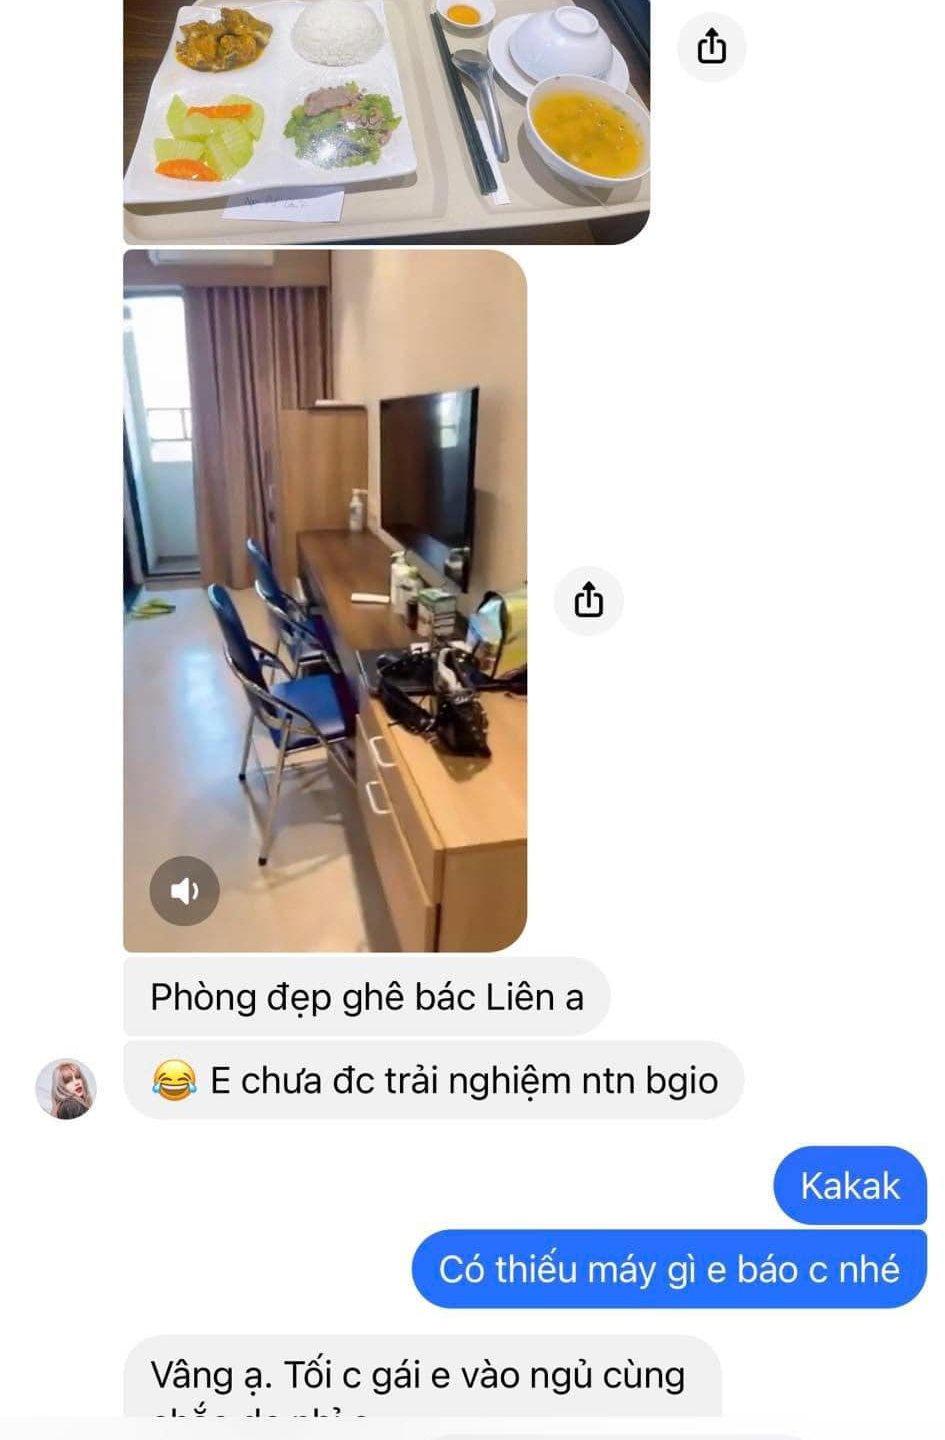 Phòng đẹp ghê bác Liên a
😂 E chưa đc trải nghiệm ntn bgio
Kakak
Có thiếu máy gì e báo c nhé
Vâng ạ. Tối c gái e vào ngủ cùng